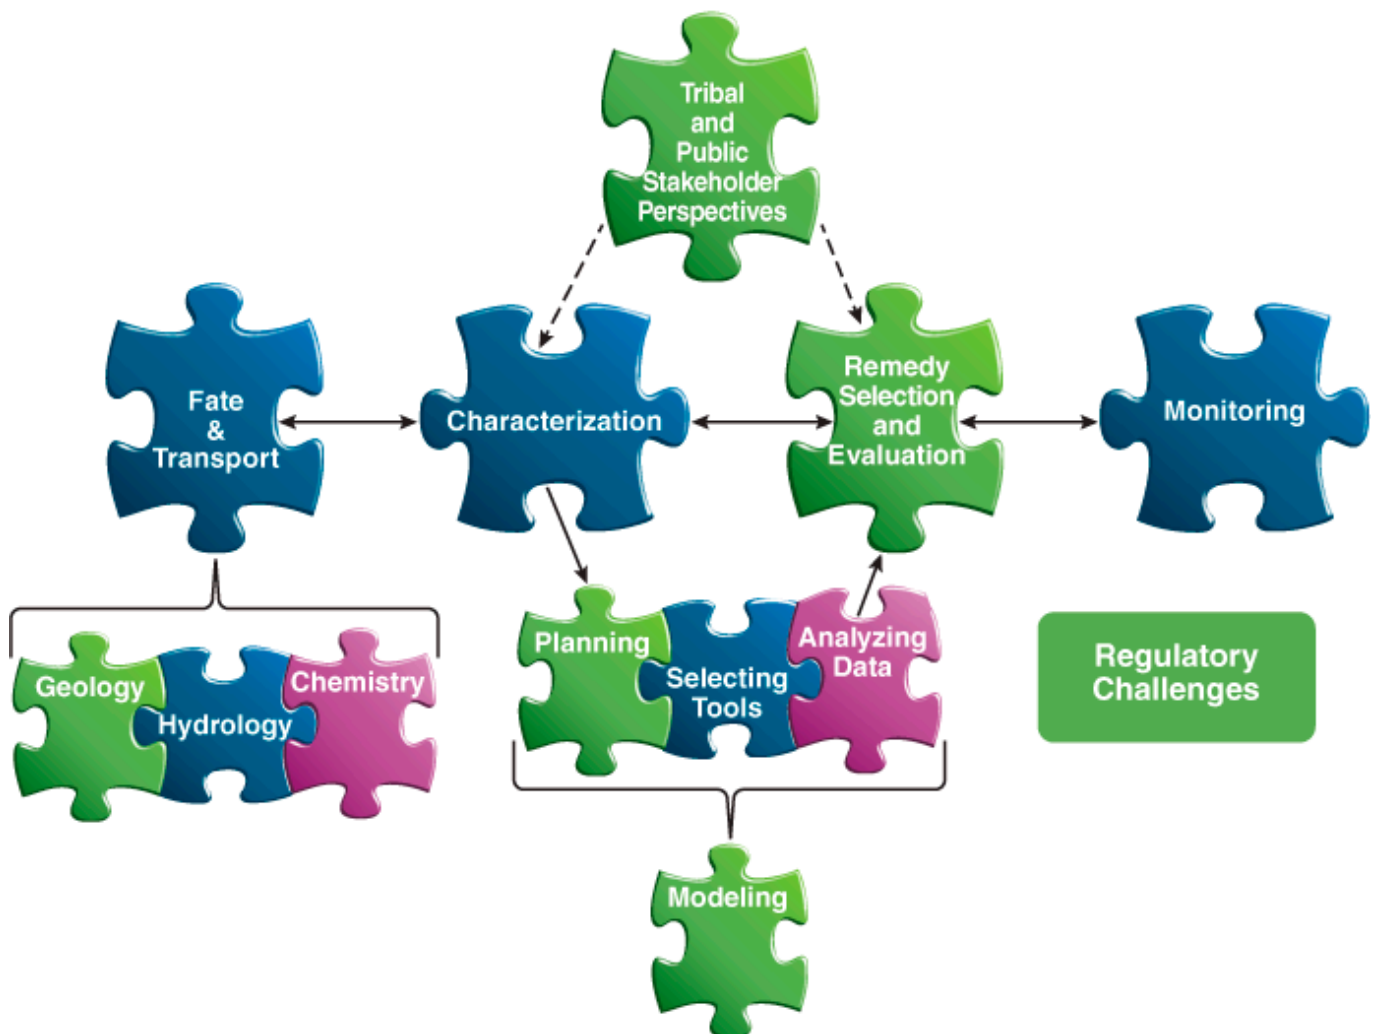 Tribal
and
Public
Stakeholder
Perspectives
Fate
&
Transport
Characterization
Remedy
Selection
and
Evaluation
Monitoring
Geology
Hydrology
Chemistry
Planning
Selecting
Tools
Analyzing
Data
Regulatory
Challenges
Modeling